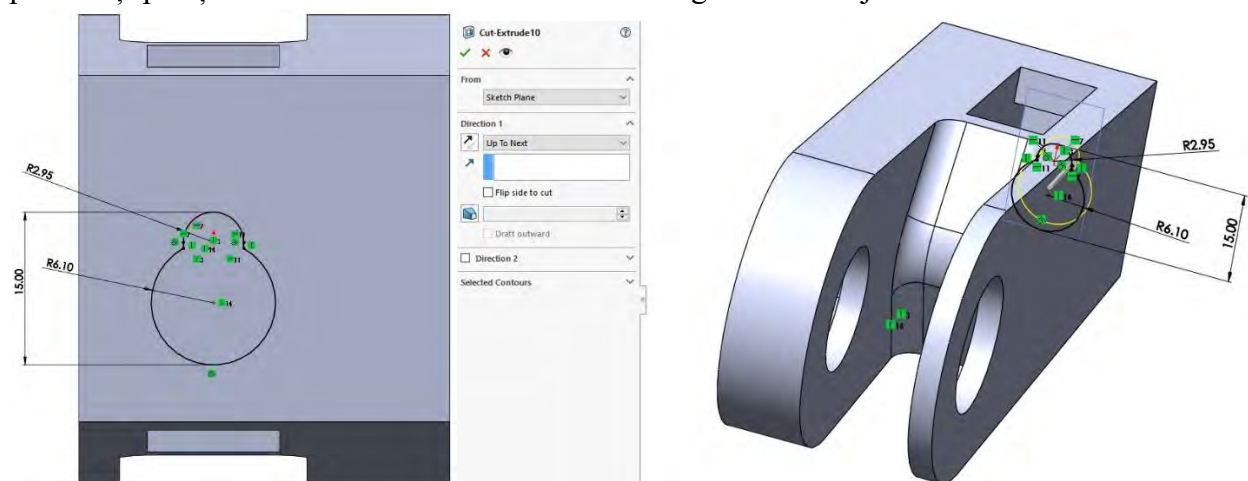 Cut-Extrude10
From
Sketch Plane
Direction 1
Up To Next
Flip side to cut
Draft outward
Direction 2
Selected Contours
R2.95
R6.10
15.00
R2.95
R6.10
15.00